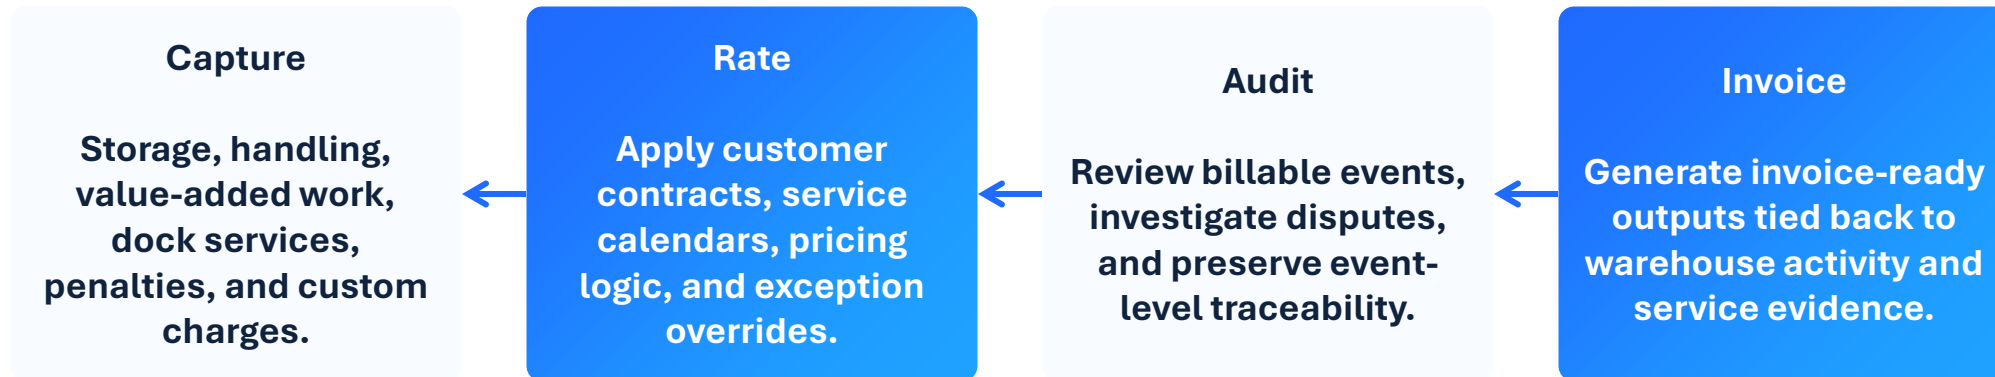 Capture
Storage, handling,
value-added work,
dock services,
penalties, and custom
charges.
Rate
Apply customer
contracts, service
calendars, pricing
logic, and exception
overrides.
Audit
Review billable events,
investigate disputes,
and preserve event-
level traceability.
Invoice
Generate invoice-ready
outputs tied back to
warehouse activity and
service evidence.